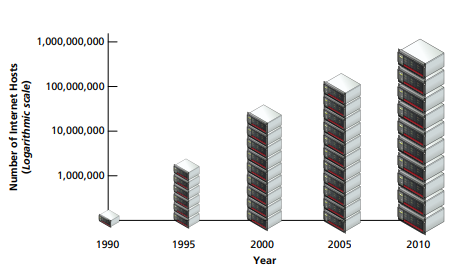 Number of Internet Hosts
(Logarithmic scale)
1,000,000,000
100,000,000
10,000,000
1,000,000
1990 1995 2000 2005 2010
Year